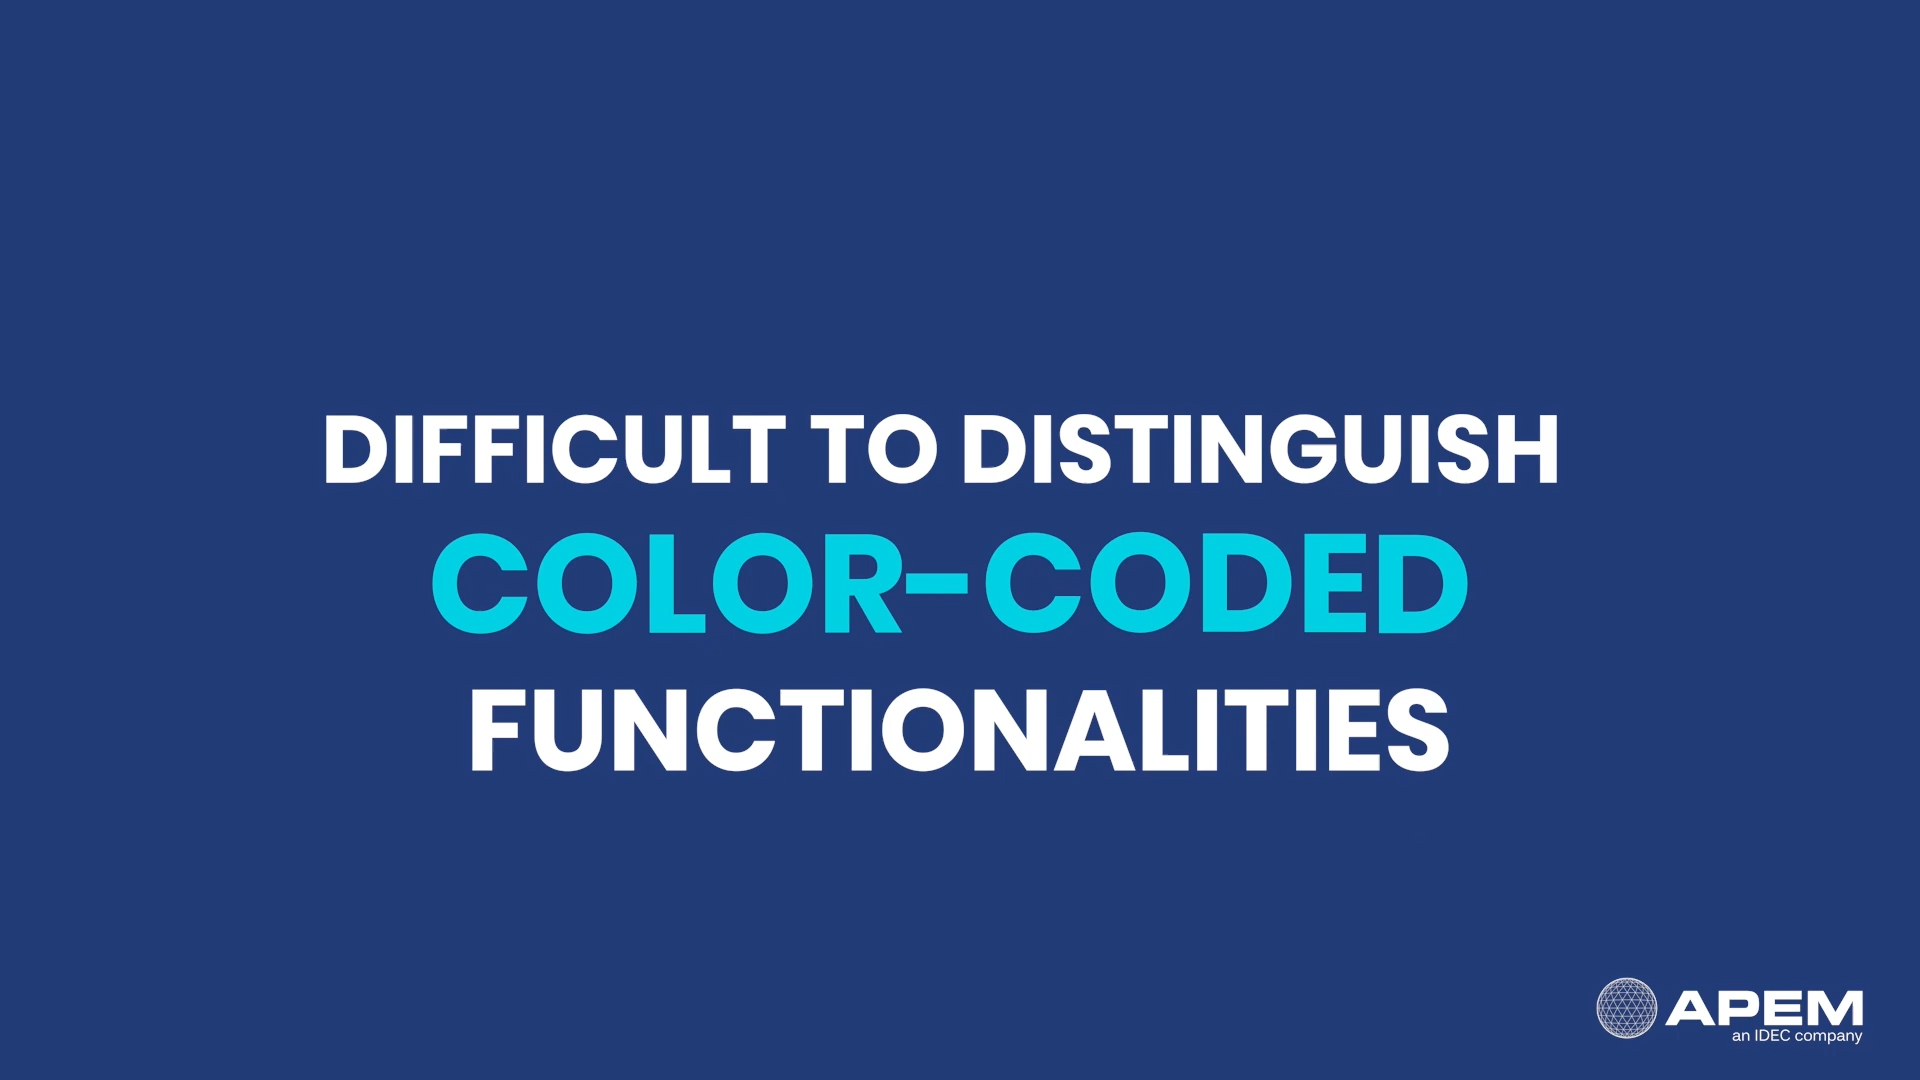 DIFFICULT TO DISTINGUISH
COLOR-CODED
FUNCTIONALITIES
APEM
an IDEC company